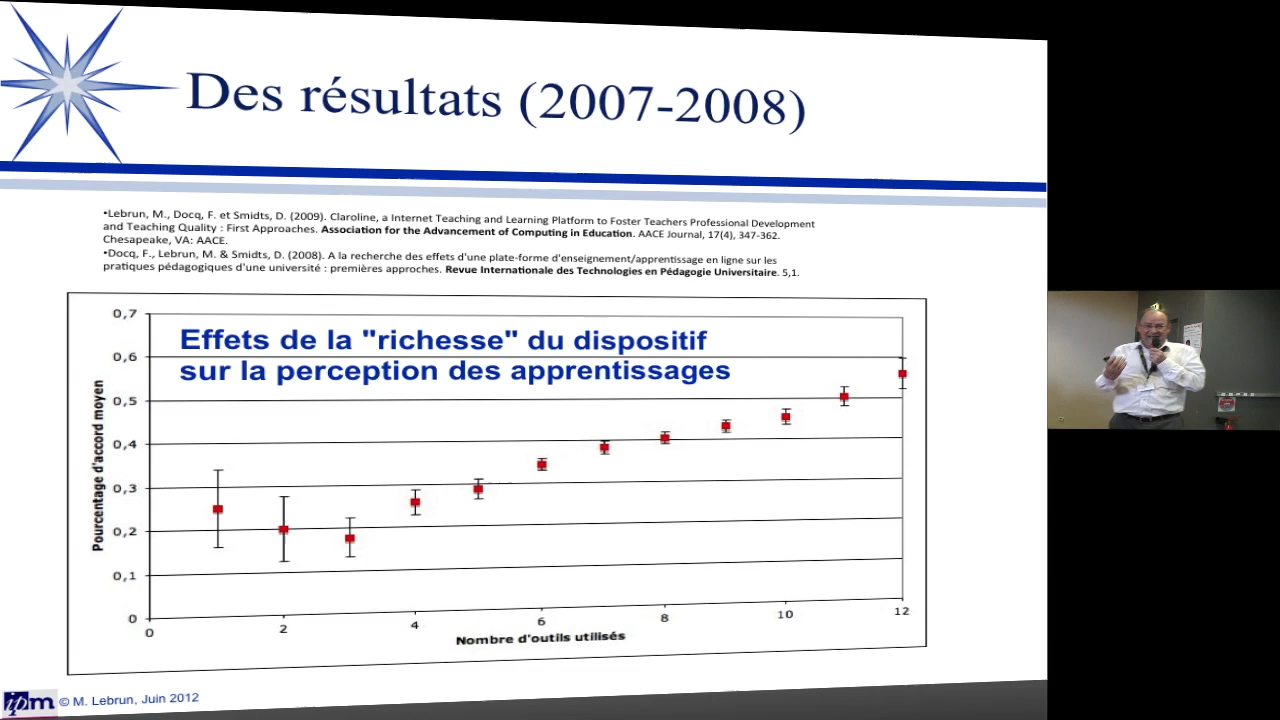 Des résultats (2007-2008)
•Lebrun, M., Docq, F. et Smidts, D. (2009). Claroline, a Internet Teaching and Learning Platform to Foster Teachers Professional Development
and Teaching Quality : First Approaches. Association for the Advancement of Computing in Education. AACE Journal, 17(4), 347-362.
Chesapeake, VA: AACE.
•Docq, F., Lebrun, M. & Smidts, D. (2008). A la recherche des effets d'une plate-forme d'enseignement/apprentissage en ligne sur les
pratiques pédagogiques d'une université : premières approches. Revue Internationale des Technologies en Pédagogie Universitaire. 5,1.
Effets de la "richesse" du dispositif
sur la perception des apprentissages
Pourcentage d'accord moyen
0,7
0,6
0,5
0,4
0,3
0,2
0,1
0
0 2 4 6 8 10 12
Nombre d'outils utilisés
ipm © M. Lebrun, Juin 2012